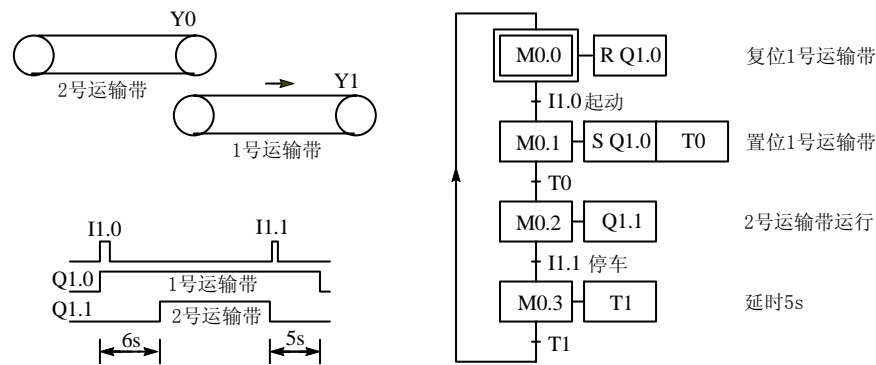 Y0
2号运输带
Y1
1号运输带
I1.0
I1.1
Q1.0
1号运输带
Q1.1
2号运输带
6s
5s
M0.0
R Q1.0
复位1号运输带
I1.0起动
M0.1
S Q1.0
T0
置位1号运输带
T0
M0.2
Q1.1
2号运输带运行
I1.1 停车
M0.3
T1
延时5s
T1